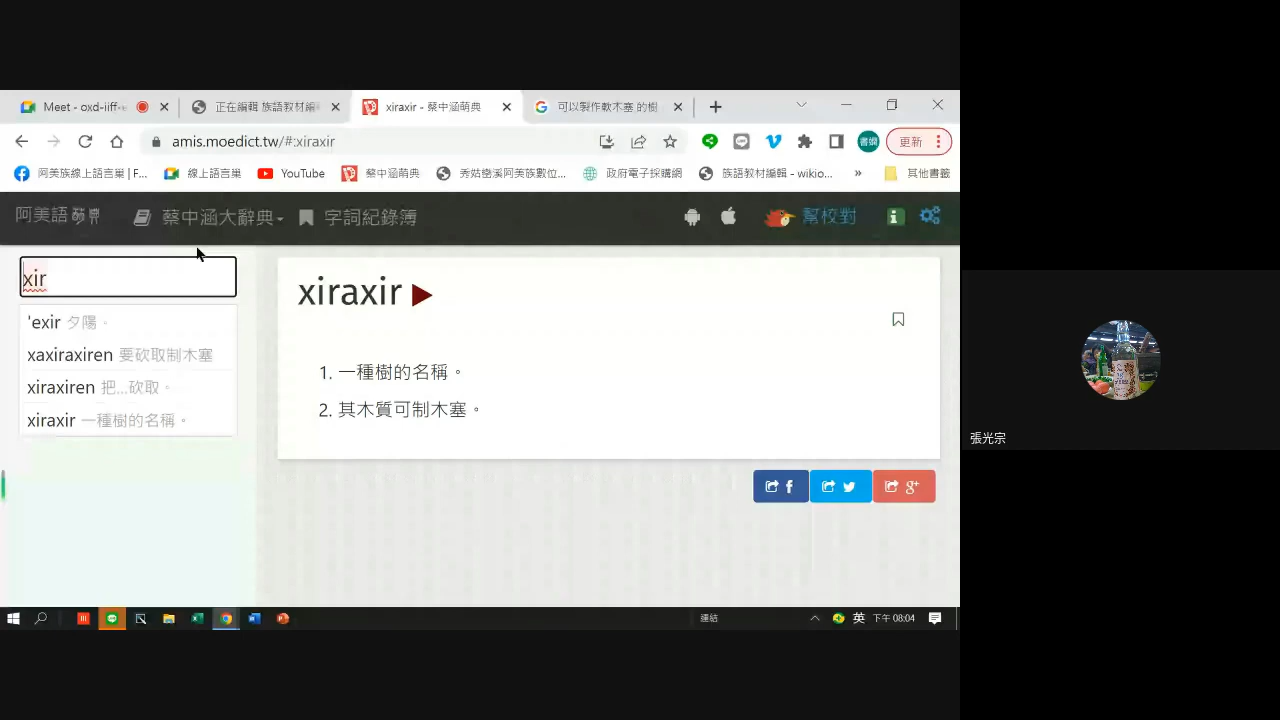 Meet - oxd-iiff-
正在編輯 族語教材編
xiraxir - 蔡中涵萌典
可以製作軟木塞 的樹
amis.moedict.tw/#:xiraxir
書嫻
更新
阿美族線上語言巢 | F...
線上語言巢
YouTube
蔡中涵萌典
秀姑巒溪阿美族數位...
政府電子採購網
族語教材編輯 - wikio...
»
其他書籤
阿美語萌典
蔡中涵大辭典
字詞紀錄簿
幫校對
xir
'exir 夕陽。
xaxiraxiren 要砍取制木塞
xiraxiren 把...砍取。
xiraxir 一種樹的名稱。
xiraxir
1. 一種樹的名稱。
2. 其木質可制木塞。
張光宗
連結
英
下午 08:04